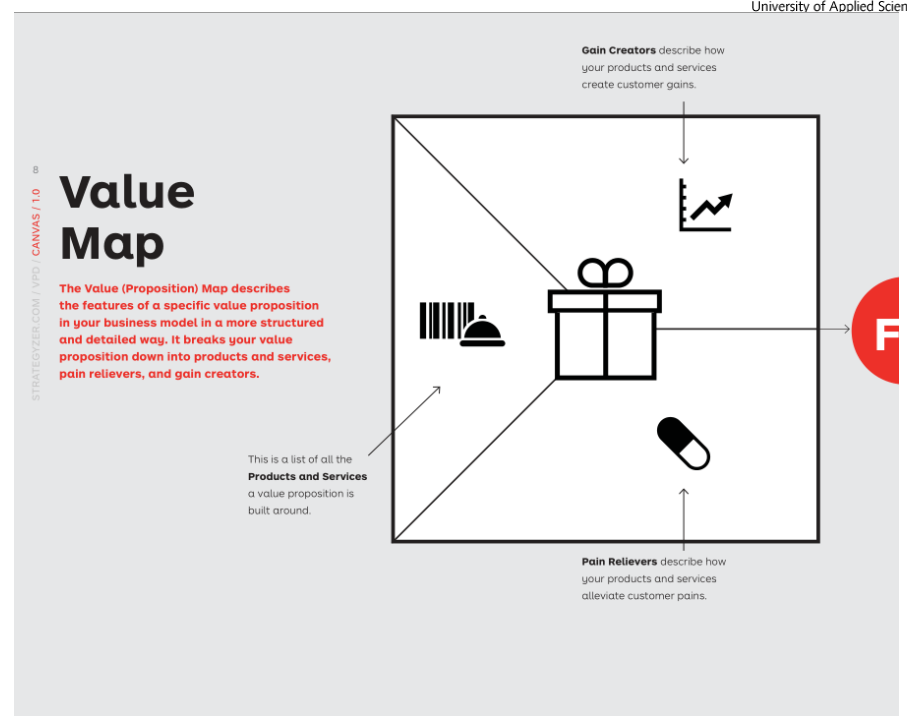 University of Applied Scien
Gain Creators describe how
your products and services
create customer gains.
8
STRATEGYZER.COM / VPD / CANVAS / 1.0
Value
Map
The Value (Proposition) Map describes
the features of a specific value proposition
in your business model in a more structured
and detailed way. It breaks your value
proposition down into products and services,
pain relievers, and gain creators.
F
This is a list of all the
Products and Services
a value proposition is
built around.
Pain Relievers describe how
your products and services
alleviate customer pains.